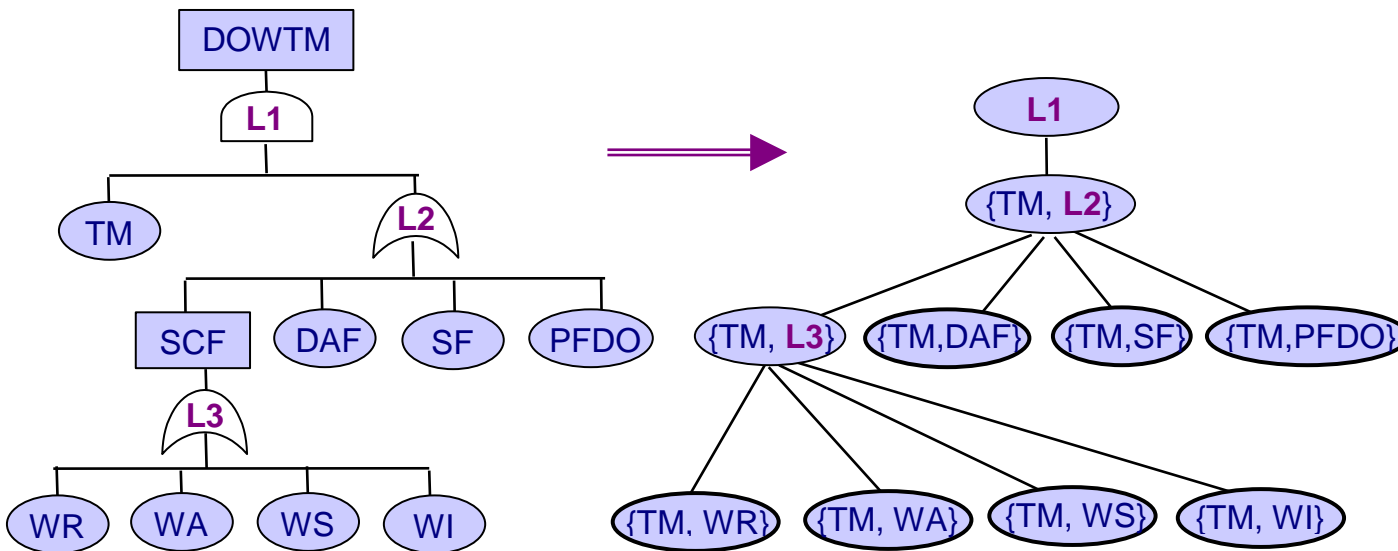 DOWTM
L1
TM
L2
SCF
DAF
SF
PFDO
L3
WR
WA
WS
WI
L1
{TM, L2}
{TM, L3}
{TM,DAF}
{TM,SF}
{TM,PFDO}
{TM, WR}
{TM, WA}
{TM, WS}
{TM, WI}